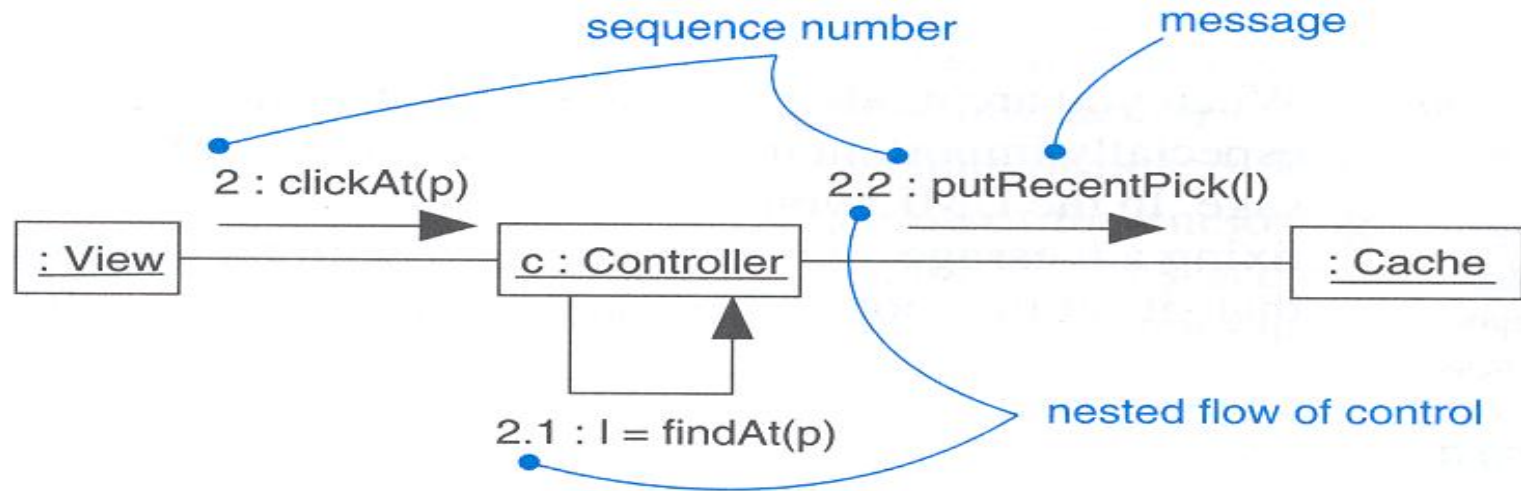 sequence number
message
2 : clickAt(p)
2.2 : putRecentPick(l)
: View
c : Controller
: Cache
2.1 : l = findAt(p)
nested flow of control